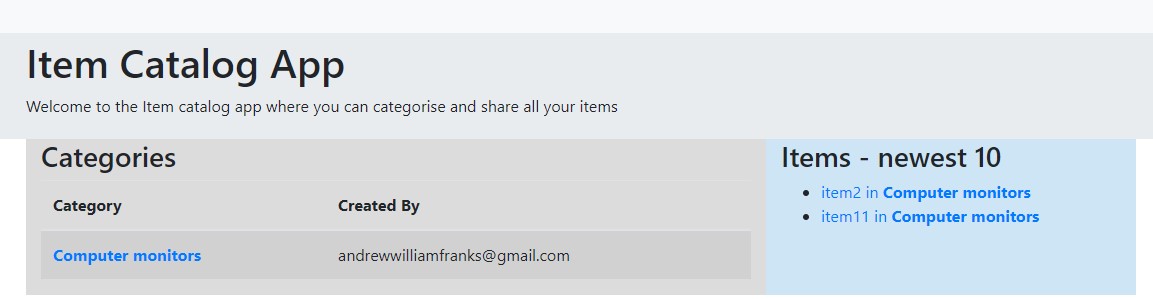 Item Catalog App
Welcome to the Item catalog app where you can categorise and share all your items
Categories
Category Created By
Computer monitors andrewwilliamfranks@gmail.com
Items - newest 10
item2 in Computer monitors
item11 in Computer monitors